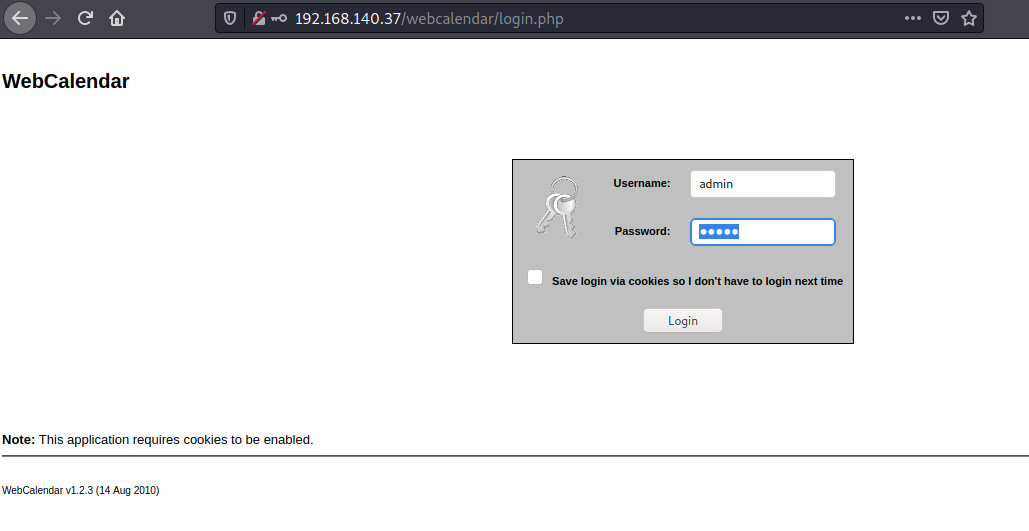 192.168.140.37/webcalendar/login.php
WebCalendar
Username: admin
Password: •••••
Save login via cookies so I don't have to login next time
Login
Note: This application requires cookies to be enabled.
WebCalendar v1.2.3 (14 Aug 2010)